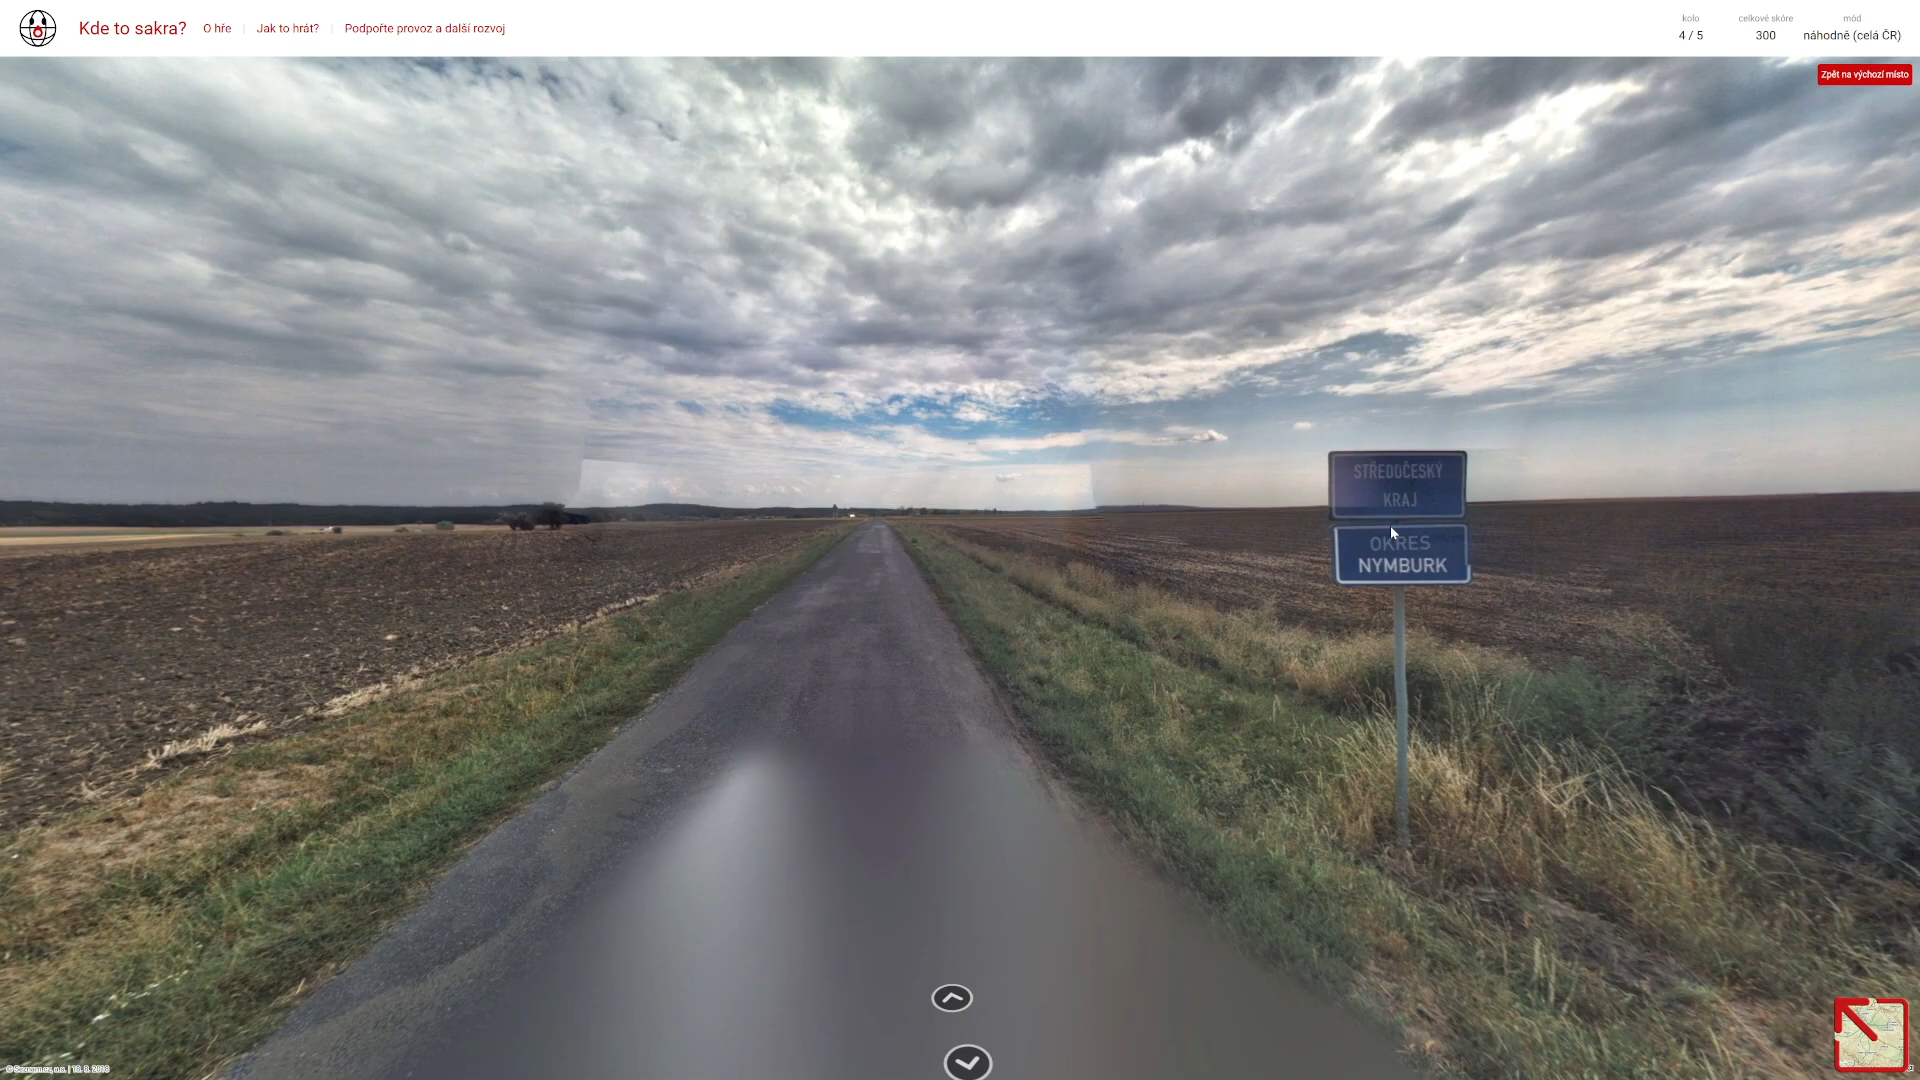 Kde to sakra?
O hře
Jak to hrát?
Podpořte provoz a další rozvoj
kolo
4 / 5
celkové skóre
300
mód
náhodně (celá ČR)
Zpět na výchozí místo
STŘEDOČESKÝ
KRAJ
OKRES
NYMBURK